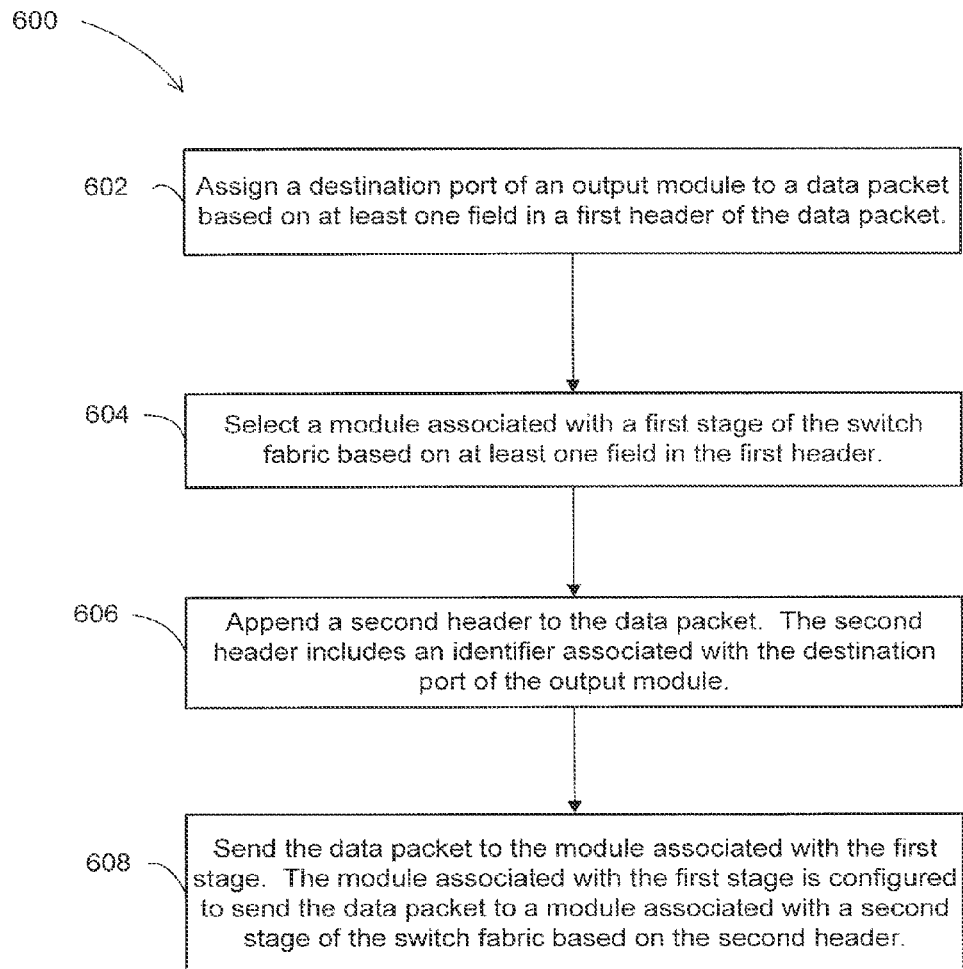 600
602
Assign a destination port of an output module to a data packet
based on at least one field in a first header of the data packet.
604
Select a module associated with a first stage of the switch
fabric based on at least one field in the first header.
606
Append a second header to the data packet. The second
header includes an identifier associated with the destination
port of the output module.
608
Send the data packet to the module associated with the first
stage. The module associated with the first stage is configured
to send the data packet to a module associated with a second
stage of the switch fabric based on the second header.